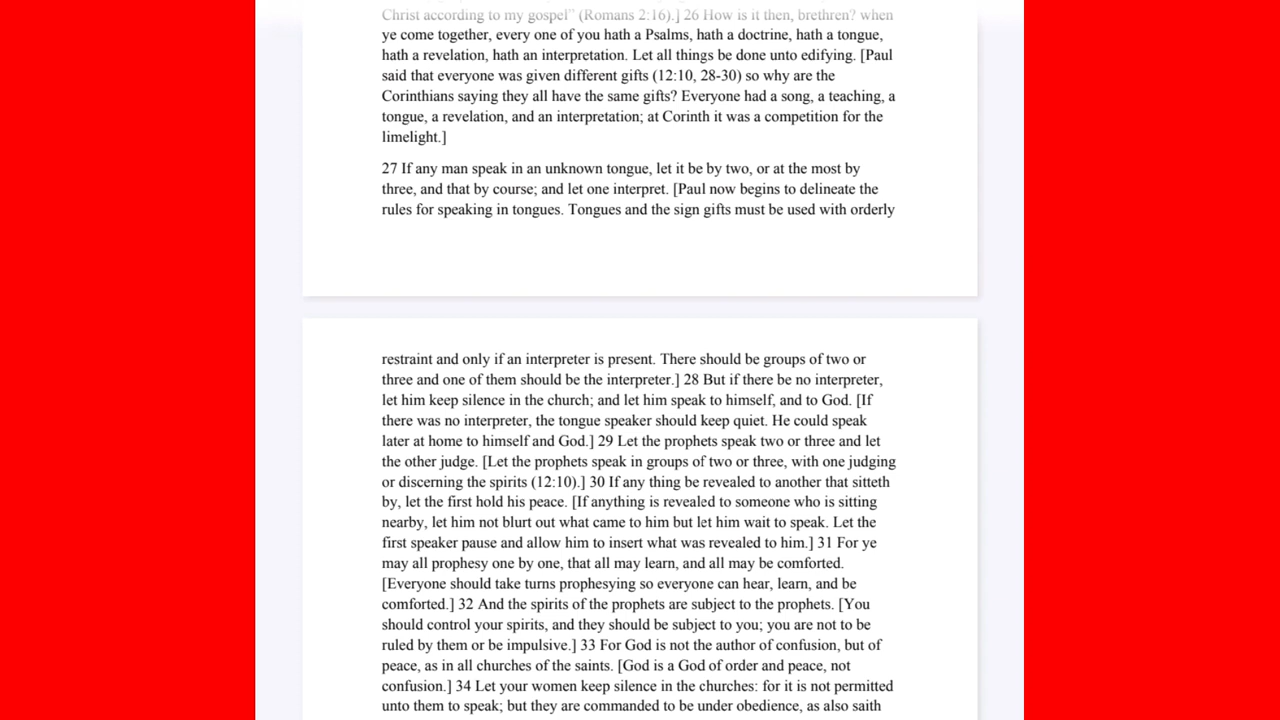 Christ according to my gospel” (Romans 2:16).] 26 How is it then, brethren? when
ye come together, every one of you hath a Psalms, hath a doctrine, hath a tongue,
hath a revelation, hath an interpretation. Let all things be done unto edifying. [Paul
said that everyone was given different gifts (12:10, 28-30) so why are the
Corinthians saying they all have the same gifts? Everyone had a song, a teaching, a
tongue, a revelation, and an interpretation; at Corinth it was a competition for the
limelight.]
27 If any man speak in an unknown tongue, let it be by two, or at the most by
three, and that by course; and let one interpret. [Paul now begins to delineate the
rules for speaking in tongues. Tongues and the sign gifts must be used with orderly
restraint and only if an interpreter is present. There should be groups of two or
three and one of them should be the interpreter.] 28 But if there be no interpreter,
let him keep silence in the church; and let him speak to himself, and to God. [If
there was no interpreter, the tongue speaker should keep quiet. He could speak
later at home to himself and God.] 29 Let the prophets speak two or three and let
the other judge. [Let the prophets speak in groups of two or three, with one judging
or discerning the spirits (12:10).] 30 If any thing be revealed to another that sitteth
by, let the first hold his peace. [If anything is revealed to someone who is sitting
nearby, let him not blurt out what came to him but let him wait to speak. Let the
first speaker pause and allow him to insert what was revealed to him.] 31 For ye
may all prophesy one by one, that all may learn, and all may be comforted.
[Everyone should take turns prophesying so everyone can hear, learn, and be
comforted.] 32 And the spirits of the prophets are subject to the prophets. [You
should control your spirits, and they should be subject to you; you are not to be
ruled by them or be impulsive.] 33 For God is not the author of confusion, but of
peace, as in all churches of the saints. [God is a God of order and peace, not
confusion.] 34 Let your women keep silence in the churches: for it is not permitted
unto them to speak; but they are commanded to be under obedience, as also saith